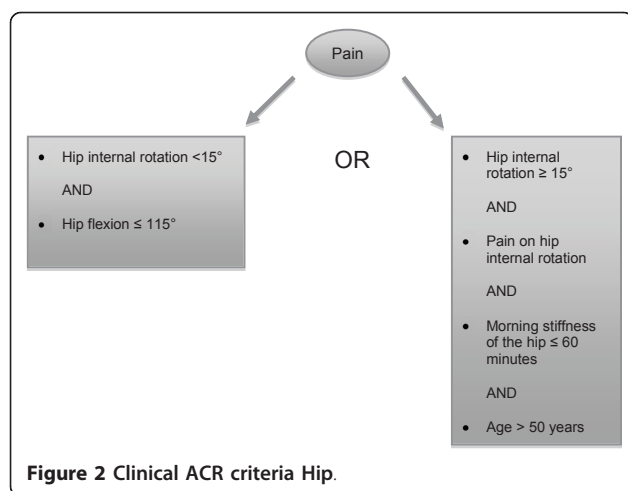 Pain
• Hip internal rotation <15°
AND
• Hip flexion ≤ 115°
OR
• Hip internal
rotation ≥ 15°
AND
• Pain on hip
internal rotation
AND
• Morning stiffness
of the hip ≤ 60
minutes
AND
• Age > 50 years
Figure 2 Clinical ACR criteria Hip.